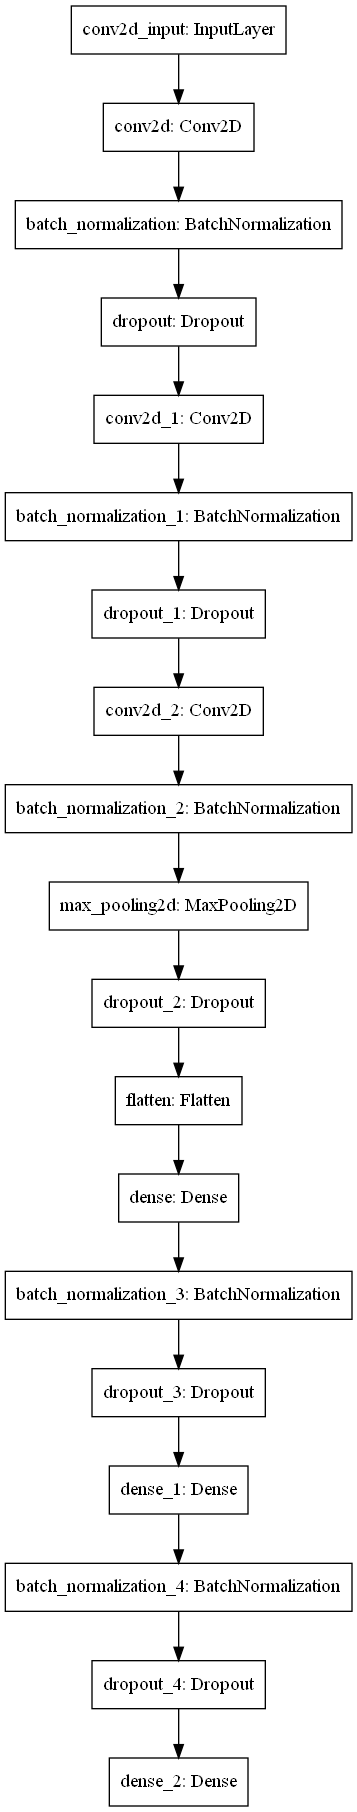 conv2d_input: InputLayer
conv2d: Conv2D
batch_normalization: BatchNormalization
dropout: Dropout
conv2d_1: Conv2D
batch_normalization_1: BatchNormalization
dropout_1: Dropout
conv2d_2: Conv2D
batch_normalization_2: BatchNormalization
max_pooling2d: MaxPooling2D
dropout_2: Dropout
flatten: Flatten
dense: Dense
batch_normalization_3: BatchNormalization
dropout_3: Dropout
dense_1: Dense
batch_normalization_4: BatchNormalization
dropout_4: Dropout
dense_2: Dense